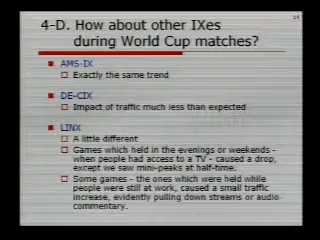 14
4-D. How about other IXes
during World Cup matches?
AMS-IX
Exactly the same trend
DE-CIX
Impact of traffic much less than expected
LINX
A little different
Games which held in the evenings or weekends -
when people had access to a TV - caused a drop,
except we saw mini-peaks at half-time.
Some games - the ones which were held while
people were still at work, caused a small traffic
increase, evidently pulling down streams or audio
commentary.